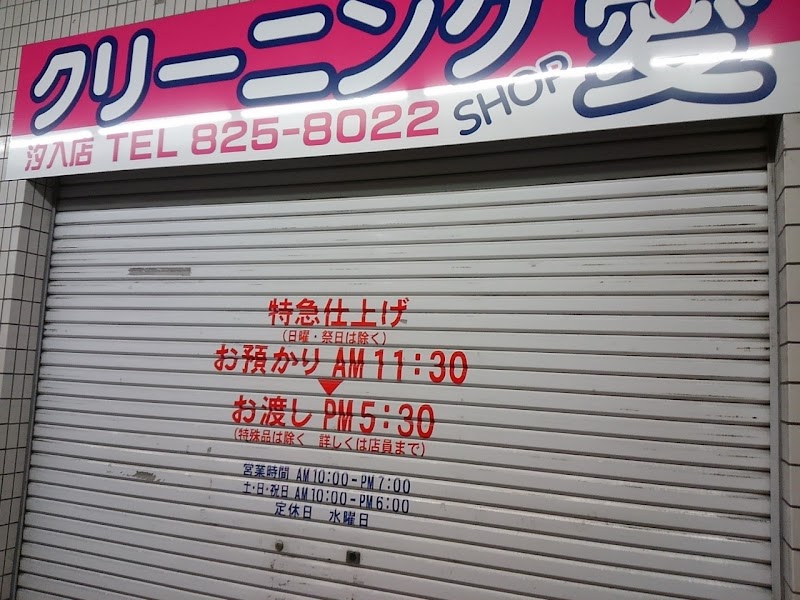 クリーニング SHOP 愛
汐入店 TEL 825-8022
特急仕上げ
(日曜・祭日は除く)
お預かり AM 11:30
▼
お渡し PM 5:30
(特殊品は除く 詳しくは店員まで)
営業時間 AM 10:00-PM 7:00
土・日・祝日 AM 10:00-PM 6:00
定休日 水曜日